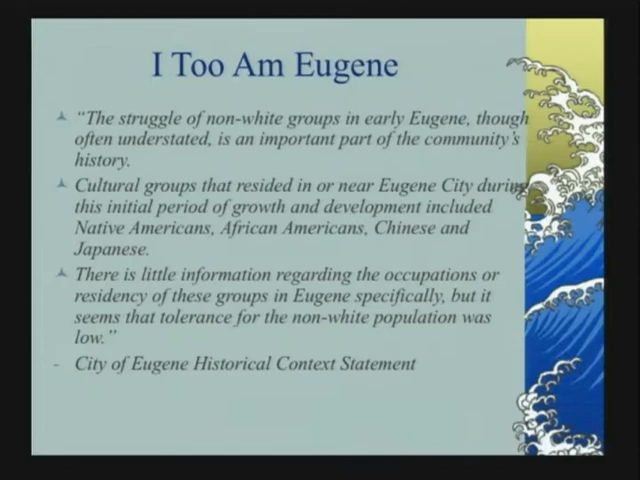 I Too Am Eugene
“The struggle of non-white groups in early Eugene, though
often understated, is an important part of the community’s
history.
Cultural groups that resided in or near Eugene City during
this initial period of growth and development included
Native Americans, African Americans, Chinese and
Japanese.
There is little information regarding the occupations or
residency of these groups in Eugene specifically, but it
seems that tolerance for the non-white population was
low.”
- City of Eugene Historical Context Statement